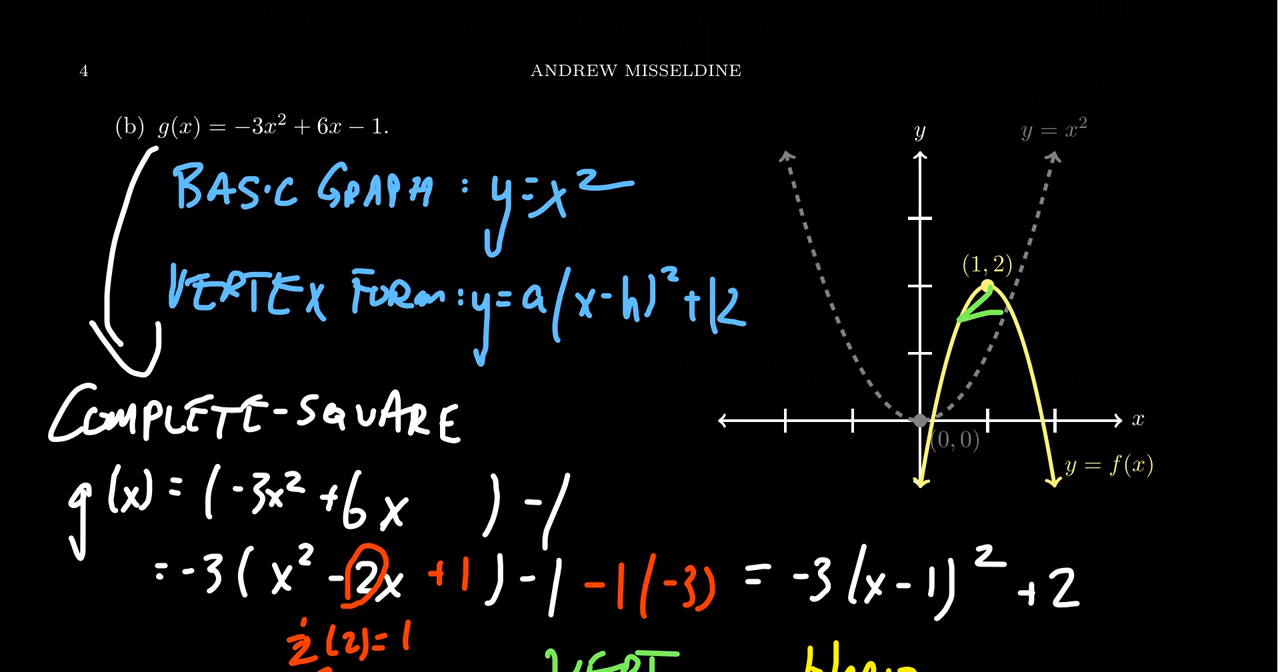 4
ANDREW MISSELDINE
(b) g(x) = −3x² + 6x − 1.
BASIC GRAPH : y=x²
VERTEX FORM: y= a(x-h)²+k
COMPLETE-SQUARE
g(x) = (-3x² +6x ) -1
= -3( x² -2x +1 ) -1 -1(-3) = -3(x-1)² +2
½(2)=1
VERT
y
y = x²
(1, 2)
x
(0, 0)
y = f(x)